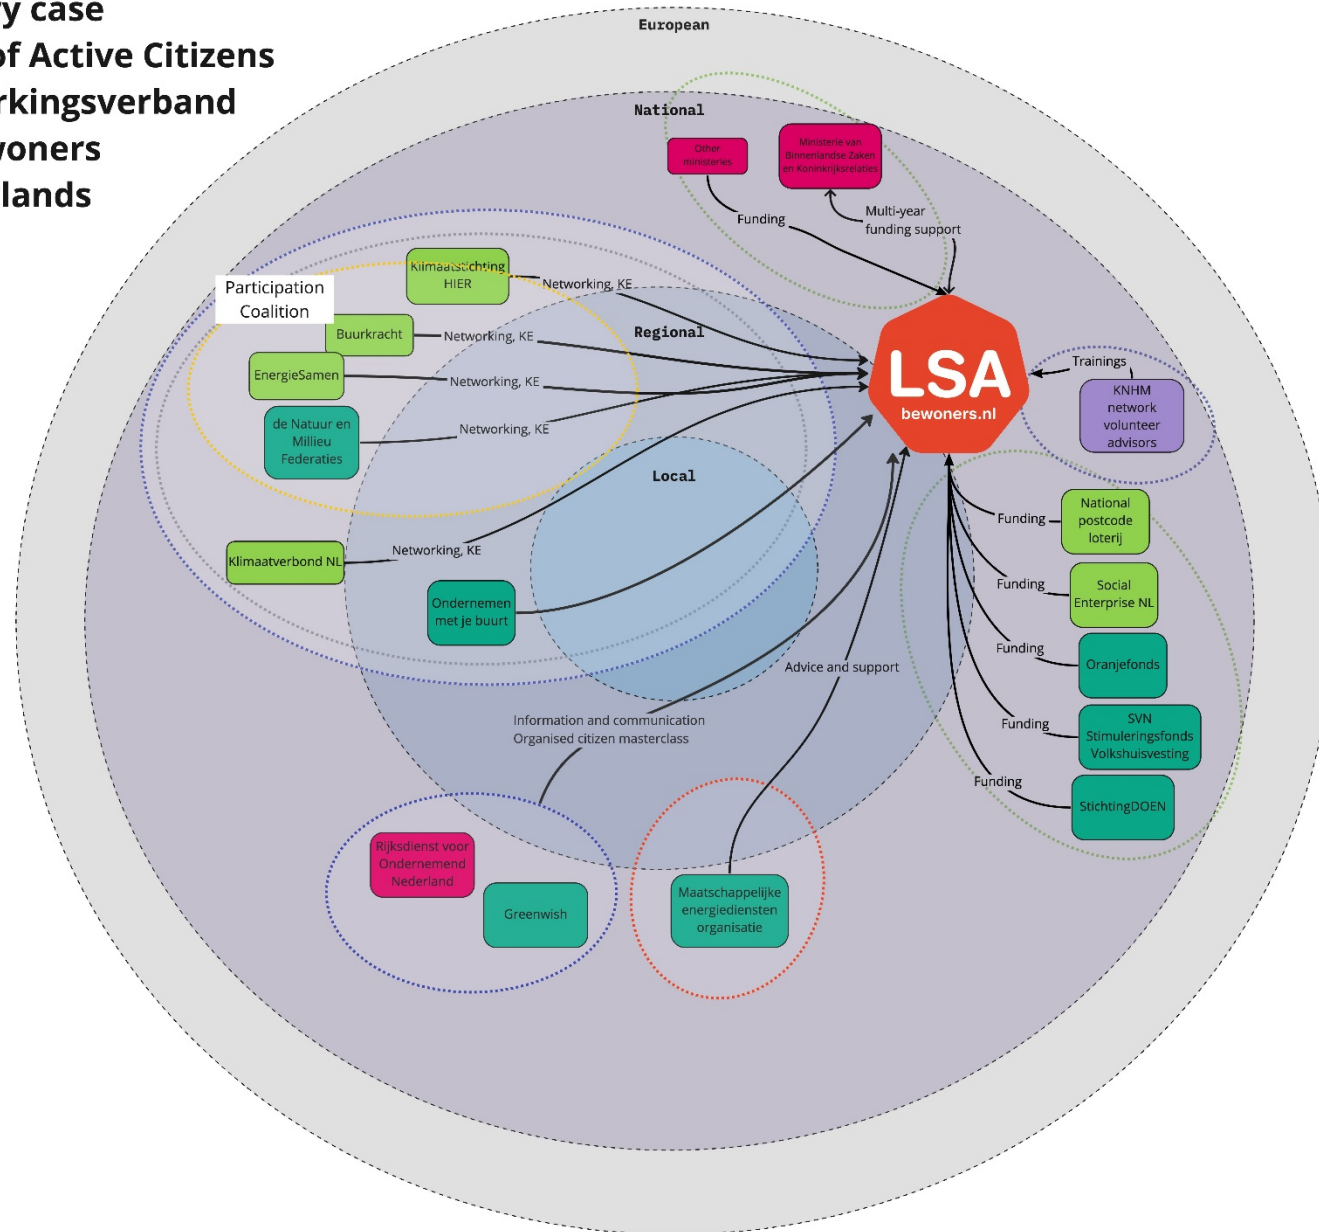 y case
of Active Citizens
rkingsverband
woners
lands
European
National
Other
ministeries
Ministerie van
Binnenlandse Zaken
en Koninknijksrelaties
Funding
Multi-year
funding support
Participation
Coalition
Klimaatstichting
HIER
Networking, KE
Buurkracht
Networking, KE
Regional
EnergieSamen
Networking, KE
de Natuur en
Milieu
Federaties
Networking, KE
LSA
bewoners.nl
Trainings
KNHM
network
volunteer
advisors
Local
Klimaatverbond NL
Networking, KE
Ondernemen
met je buurt
Funding
National
postcode
loterij
Funding
Social
Enterprise NL
Funding
Oranjefonds
Funding
SVN
Stimuleringsfonds
Volkshuisvesting
Funding
StichtingDOEN
Advice and support
Information and communication
Organised citizen masterclass
Rijksdienst voor
Ondernemend
Nederland
Greenwish
Maatschappelijke
energiediensten
organisatie